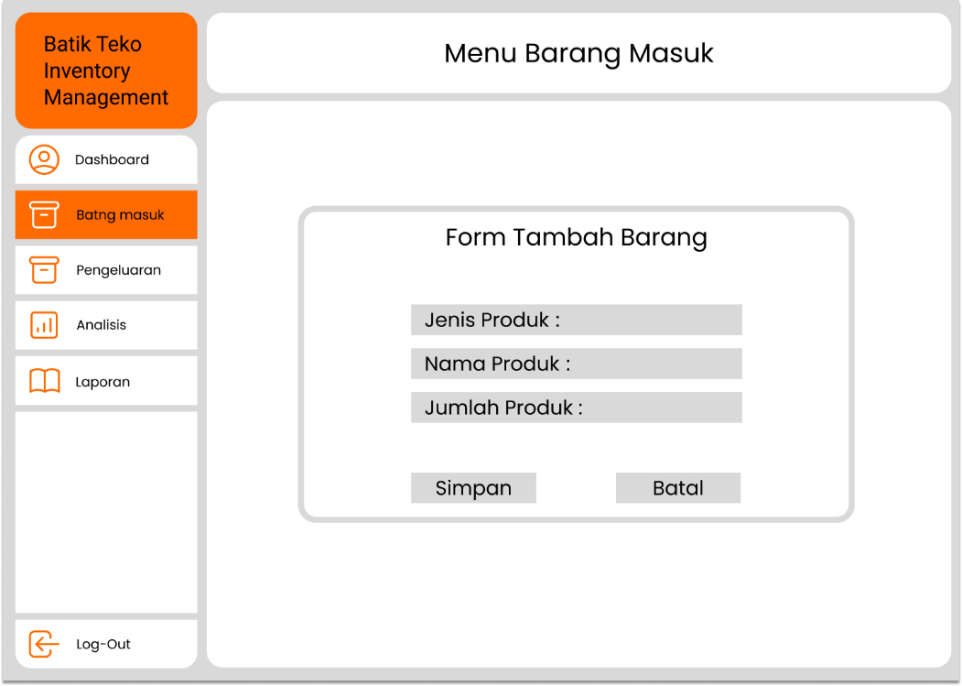 Batik Teko
Inventory
Management
Menu Barang Masuk
Dashboard
Batng masuk
Pengeluaran
Analisis
Laporan
Log-Out
Form Tambah Barang
Jenis Produk :
Nama Produk :
Jumlah Produk :
Simpan
Batal